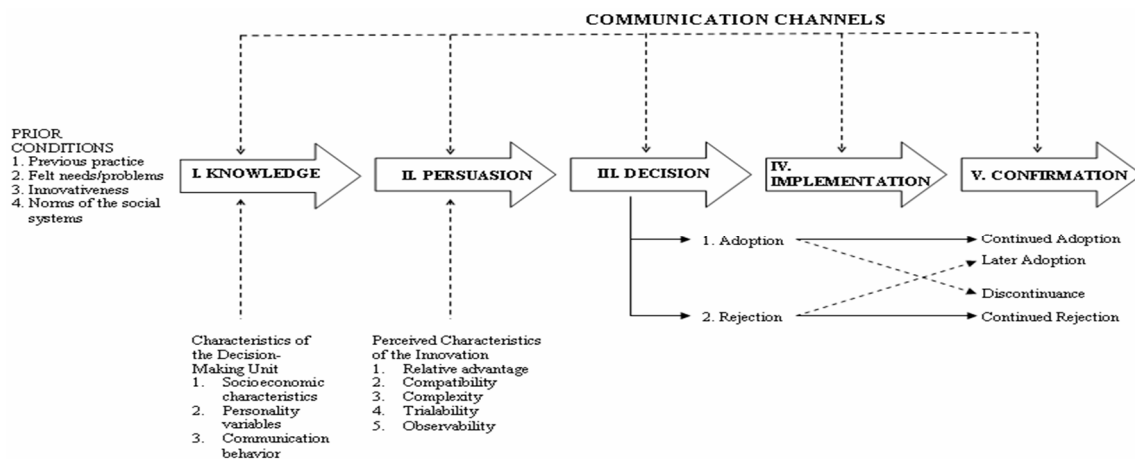 COMMUNICATION CHANNELS
PRIOR
CONDITIONS
1. Previous practice
2. Felt needs/problems
3. Innovativeness
4. Norms of the social
systems
I. KNOWLEDGE
II. PERSUASION
III. DECISION
IV.
IMPLEMENTATION
V. CONFIRMATION
1. Adoption
2. Rejection
Continued Adoption
Later Adoption
Discontinuance
Continued Rejection
Characteristics of
the Decision-
Making Unit
1. Socioeconomic
characteristics
2. Personality
variables
3. Communication
behavior
Perceived Characteristics
of the Innovation
1. Relative advantage
2. Compatibility
3. Complexity
4. Trialability
5. Observability